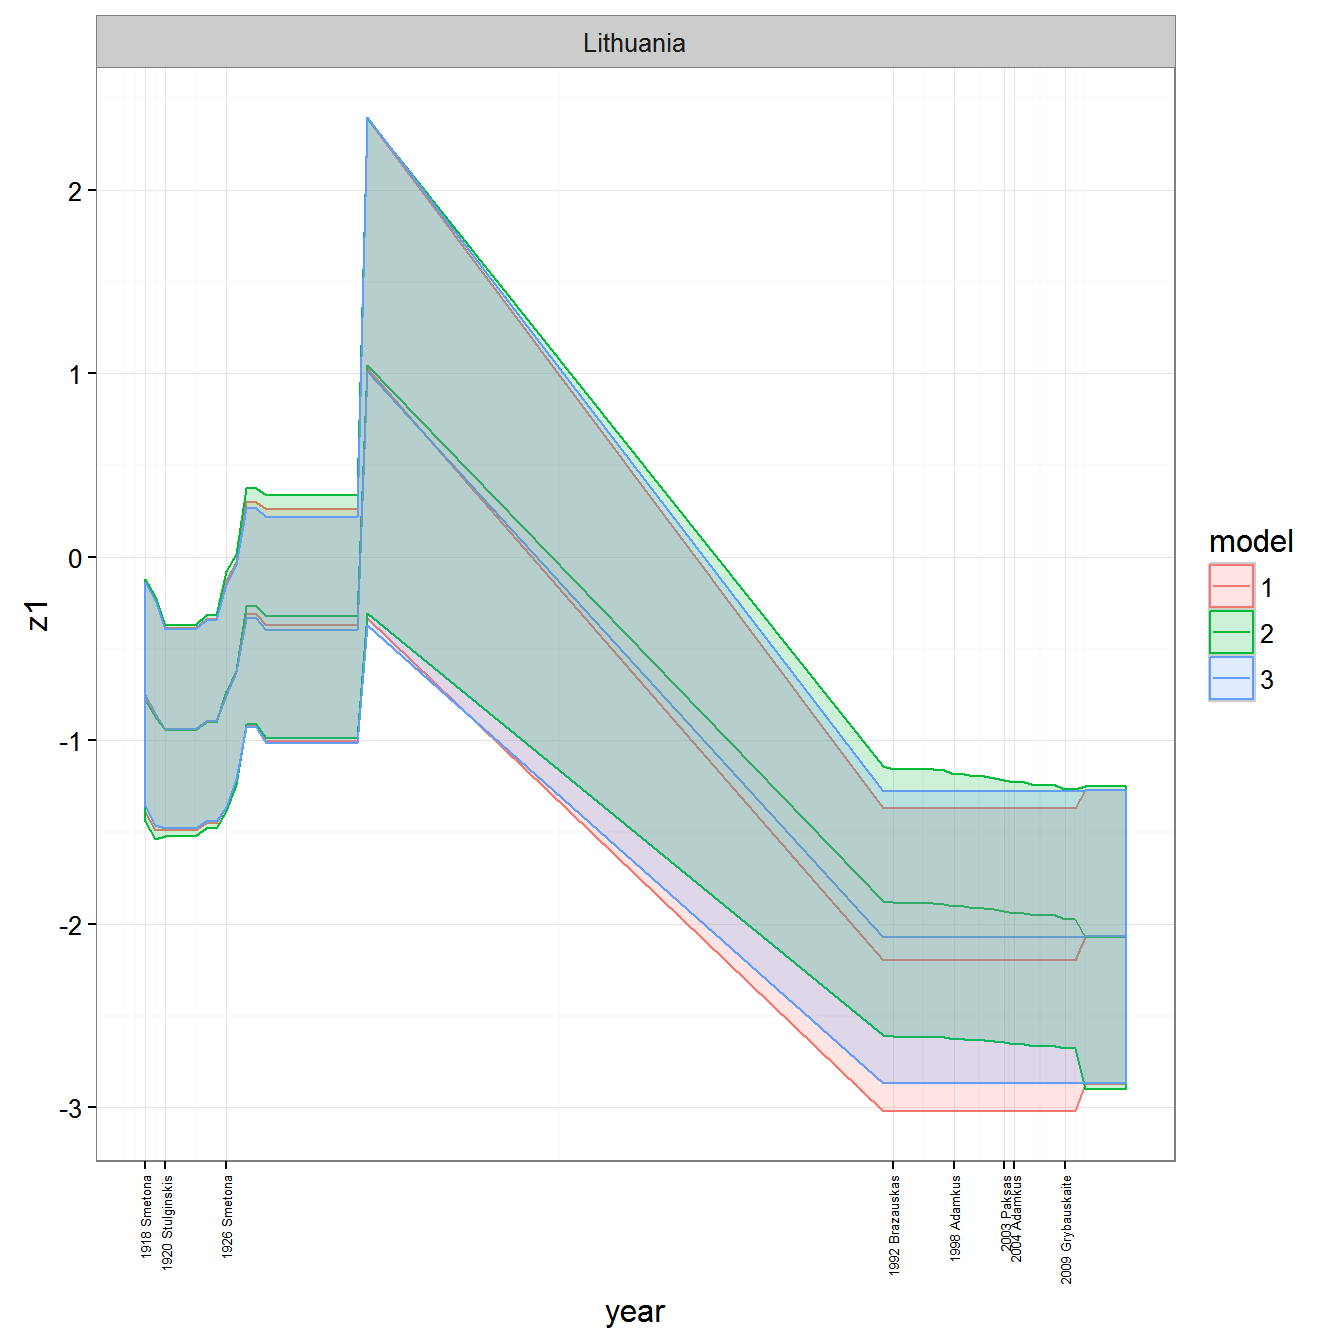 Lithuania
2
1
0
-1
-2
-3
z1
1918 Smetona
1920 Stulginskis
1926 Smetona
1992 Brazauskas
1998 Adamkus
2003 Paksas
2004 Adamkus
2009 Grybauskaite
year
model
1
2
3